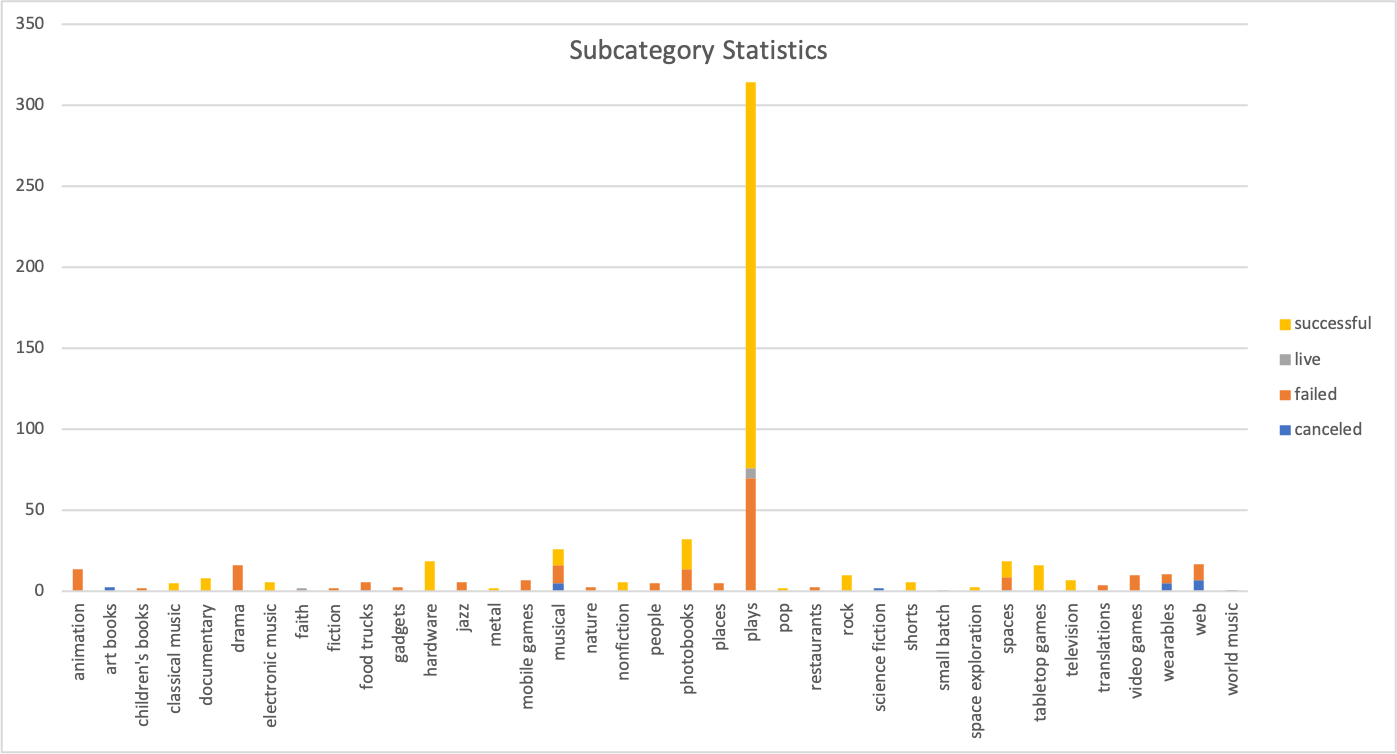 Subcategory Statistics
350
300
250
200
150
100
50
0
animation
art books
children's books
classical music
documentary
drama
electronic music
faith
fiction
food trucks
gadgets
hardware
jazz
metal
mobile games
musical
nature
nonfiction
people
photobooks
places
plays
pop
restaurants
rock
science fiction
shorts
small batch
space exploration
spaces
tabletop games
television
translations
video games
wearables
web
world music
successful
live
failed
canceled